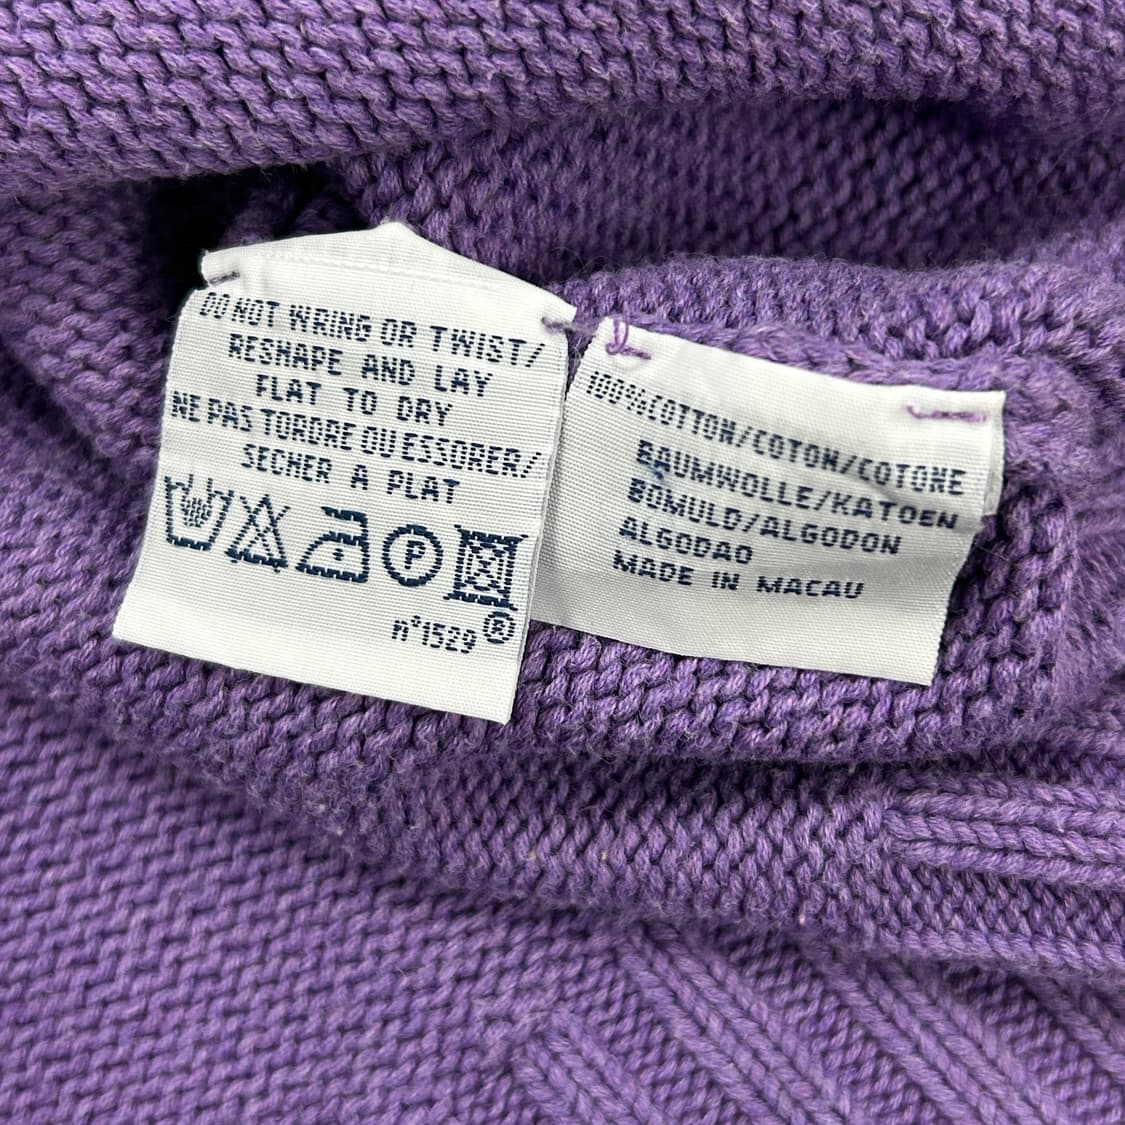 DO NOT WRING OR TWIST/
RESHAPE AND LAY
FLAT TO DRY
NE PAS TORDRE OU ESSORER/
SECHER A PLAT
P
n°1529 ®
100%COTTON/COTON/COTONE
BAUMWOLLE/KATOEN
BOMULD/ALGODON
ALGODAO
MADE IN MACAU